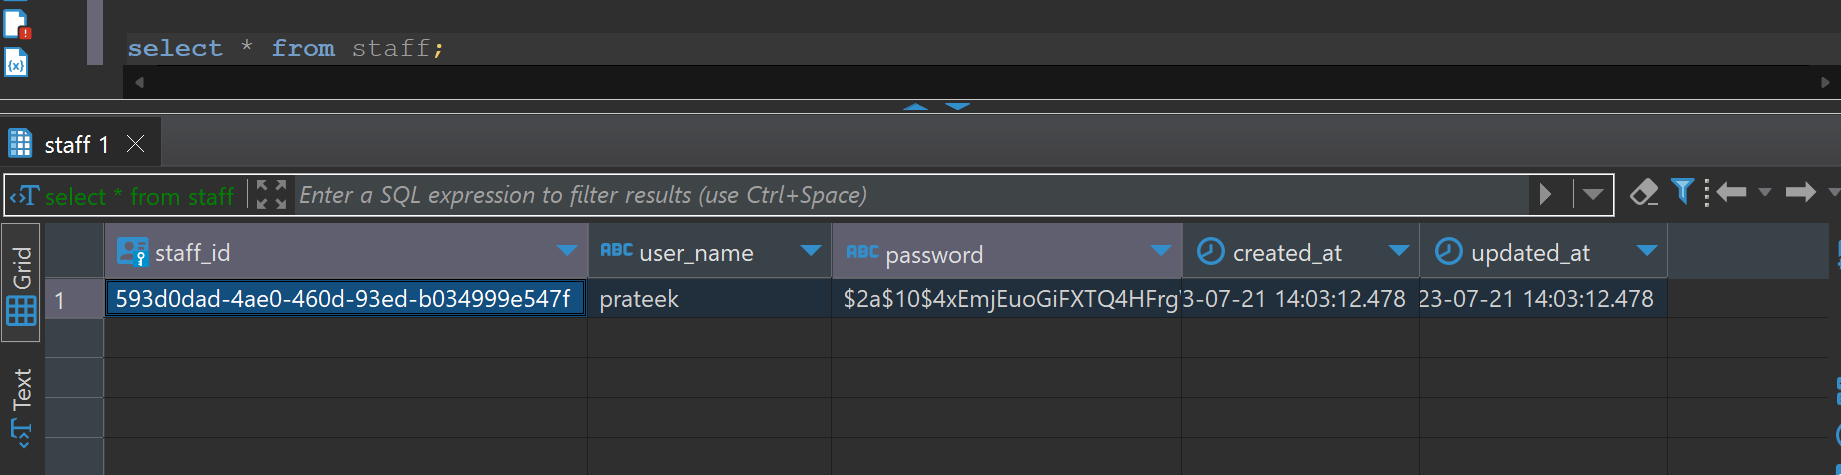 select * from staff;
staff 1
select * from staff Enter a SQL expression to filter results (use Ctrl+Space)
Grid
Text
staff_id ABC user_name ABC password created_at updated_at
1 593d0dad-4ae0-460d-93ed-b034999e547f prateek $2a$10$4xEmjEuoGiFXTQ4HFrg 3-07-21 14:03:12.478 23-07-21 14:03:12.478